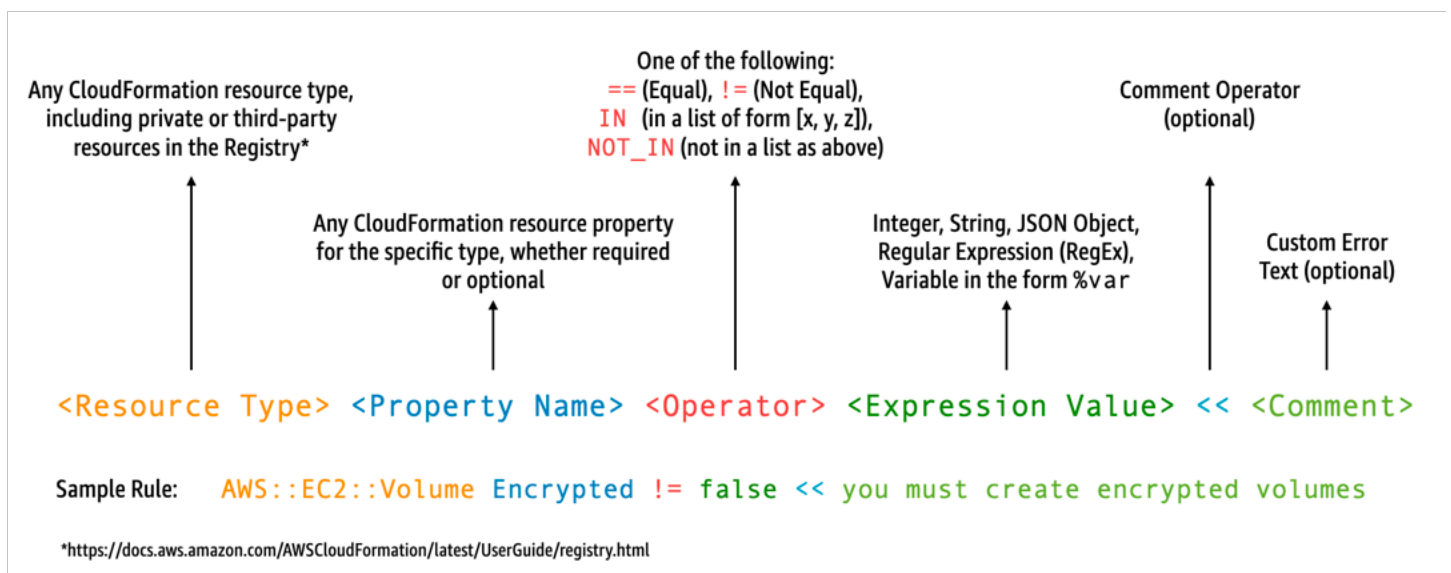 One of the following:
== (Equal), != (Not Equal),
IN (in a list of form [x, y, z]),
NOT_IN (not in a list as above)
Any CloudFormation resource type,
including private or third-party
resources in the Registry*
Comment Operator
(optional)
Any CloudFormation resource property
for the specific type, whether required
or optional
Integer, String, JSON Object,
Regular Expression (RegEx),
Variable in the form %var
Custom Error
Text (optional)
<Resource Type> <Property Name> <Operator> <Expression Value> << <Comment>
Sample Rule: AWS::EC2::Volume Encrypted != false << you must create encrypted volumes
*https://docs.aws.amazon.com/AWSCloudFormation/latest/UserGuide/registry.html